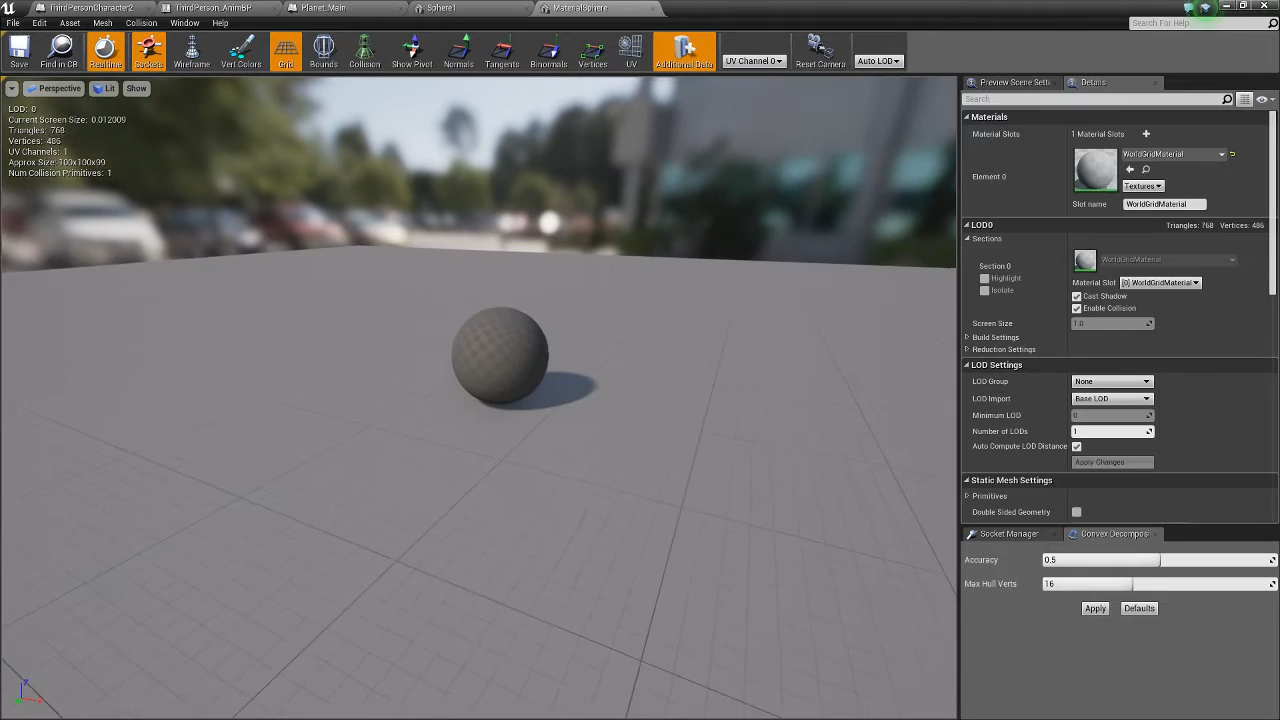 ThirdPersonCharacter2 ThirdPerson_AnimBP Planet_Main Sphere1 MaterialSphere
File Edit Asset Mesh Collision Window Help
Search For Help
Save Find in CB Realtime Sockets Wireframe Vert Colors Grid Bounds Collision Show Pivot Normals Tangents Binormals Vertices UV Additional Data UV Channel 0 Reset Camera Auto LOD
Perspective Lit Show
LOD: 0
Current Screen Size: 0.012009
Triangles: 768
Vertices: 486
UV Channels: 1
Approx Size: 100x100x99
Num Collision Primitives: 1
Preview Scene Setti Details
Search
Materials
Material Slots 1 Material Slots
Element 0 WorldGridMaterial
Textures
Slot name WorldGridMaterial
LOD0 Triangles: 768 Vertices: 486
Sections
Section 0 WorldGridMaterial
Highlight
Isolate
Material Slot [0] WorldGridMaterial
Cast Shadow
Enable Collision
Screen Size 1.0
Build Settings
Reduction Settings
LOD Settings
LOD Group None
LOD Import Base LOD
Minimum LOD 0
Number of LODs 1
Auto Compute LOD Distance
Apply Changes
Static Mesh Settings
Primitives
Double Sided Geometry
Socket Manager Convex Decomposi
Accuracy 0.5
Max Hull Verts 16
Apply Defaults
Z
X